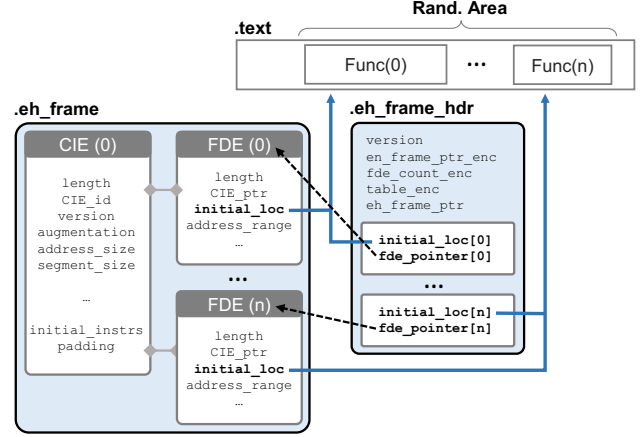 Rand. Area
.text
Func(0)
...
Func(n)
.eh_frame
CIE (0)
length
CIE_id
version
augmentation
address_size
segment_size
…
initial_instrs
padding
FDE (0)
length
CIE_ptr
initial_loc
address_range
…
...
FDE (n)
length
CIE_ptr
initial_loc
address_range
…
.eh_frame_hdr
version
en_frame_ptr_enc
fde_count_enc
table_enc
eh_frame_ptr
initial_loc[0]
fde_pointer[0]
...
initial_loc[n]
fde_pointer[n]